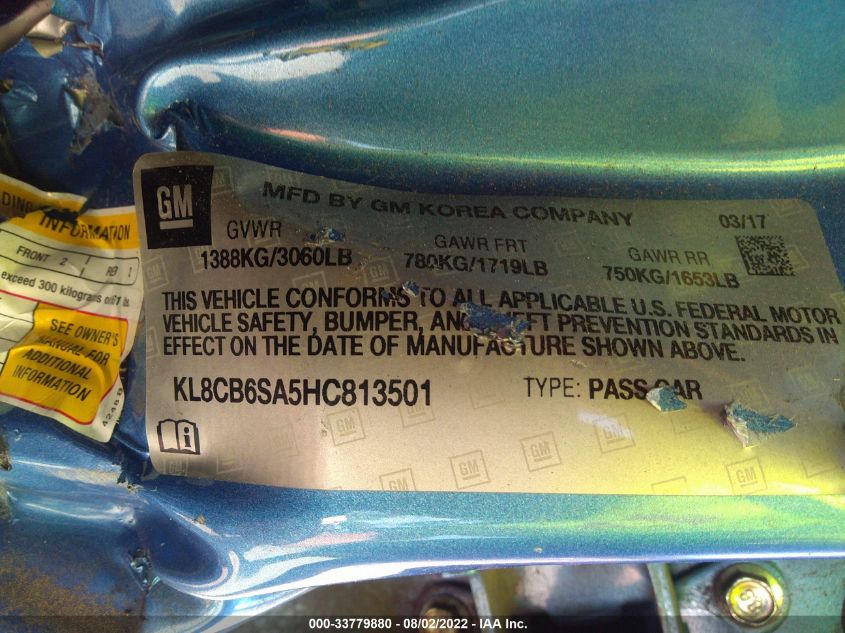 GM
MFD BY GM KOREA COMPANY 03/17
GVWR GAWR FRT GAWR RR
1388KG/3060LB 780KG/1719LB 750KG/1653LB
THIS VEHICLE CONFORMS TO ALL APPLICABLE U.S. FEDERAL MOTOR
VEHICLE SAFETY, BUMPER, AND THEFT PREVENTION STANDARDS IN
EFFECT ON THE DATE OF MANUFACTURE SHOWN ABOVE.
KL8CB6SA5HC813501 TYPE: PASS CAR
DING INFORMATION
FRONT 2
exceed 300 kilograms
SEE OWNER'S
MANUAL FOR
ADDITIONAL
INFORMATION
000-33779880 - 08/02/2022 - IAA Inc.